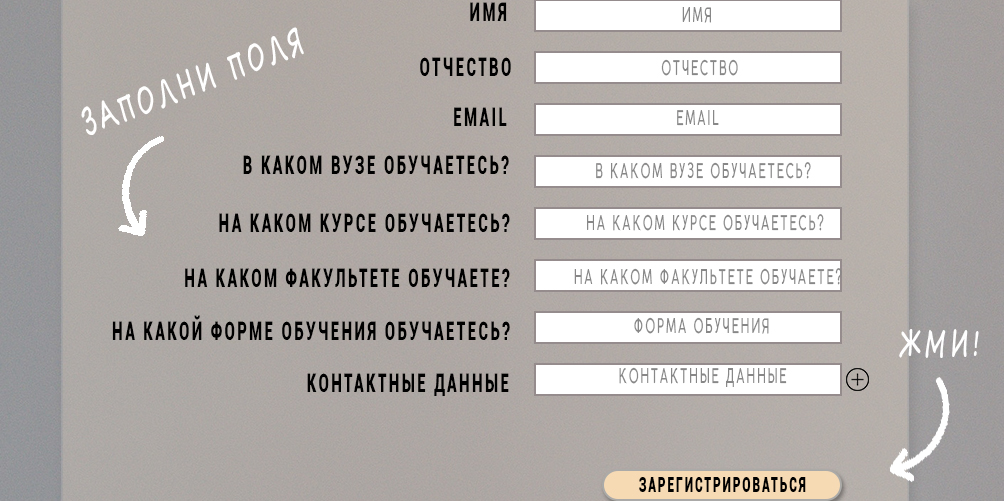 ИМЯ ИМЯ
ЗАПОЛНИ ПОЛЯ
ОТЧЕСТВО ОТЧЕСТВО
EMAIL EMAIL
В КАКОМ ВУЗЕ ОБУЧАЕТЕСЬ? В КАКОМ ВУЗЕ ОБУЧАЕТЕСЬ?
НА КАКОМ КУРСЕ ОБУЧАЕТЕСЬ? НА КАКОМ КУРСЕ ОБУЧАЕТЕСЬ?
НА КАКОМ ФАКУЛЬТЕТЕ ОБУЧАЕТЕ? НА КАКОМ ФАКУЛЬТЕТЕ ОБУЧАЕТЕ?
НА КАКОЙ ФОРМЕ ОБУЧЕНИЯ ОБУЧАЕТЕСЬ? ФОРМА ОБУЧЕНИЯ
ЖМИ!
КОНТАКТНЫЕ ДАННЫЕ КОНТАКТНЫЕ ДАННЫЕ
ЗАРЕГИСТРИРОВАТЬСЯ